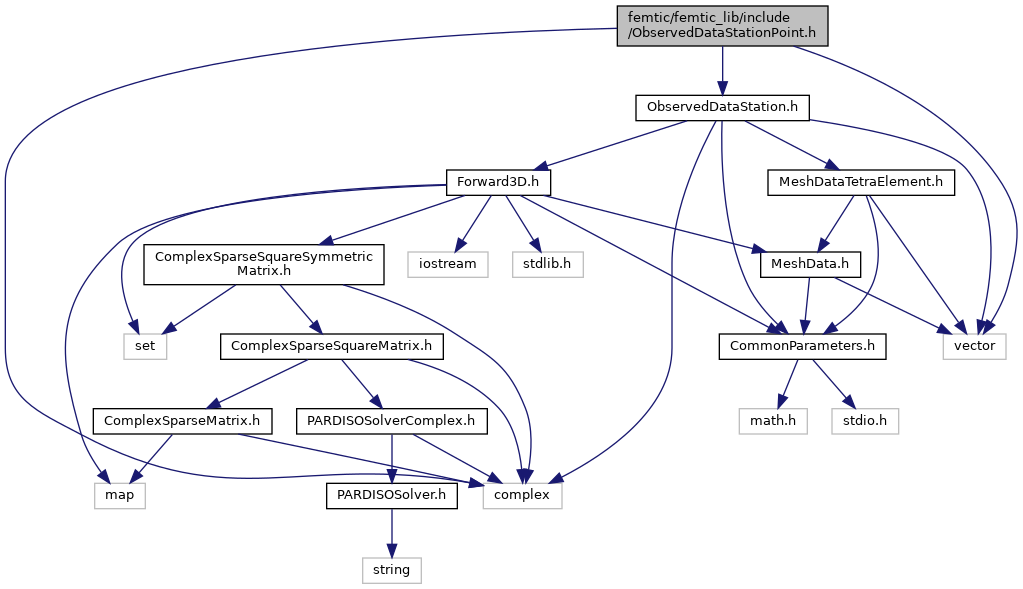 femtic/femtic_lib/include
/ObservedDataStationPoint.h
ObservedDataStation.h
Forward3D.h
MeshDataTetraElement.h
ComplexSparseSquareSymmetric
Matrix.h
iostream
stdlib.h
MeshData.h
set
ComplexSparseSquareMatrix.h
CommonParameters.h
vector
ComplexSparseMatrix.h
PARDISOSolverComplex.h
math.h
stdio.h
map
PARDISOSolver.h
complex
string